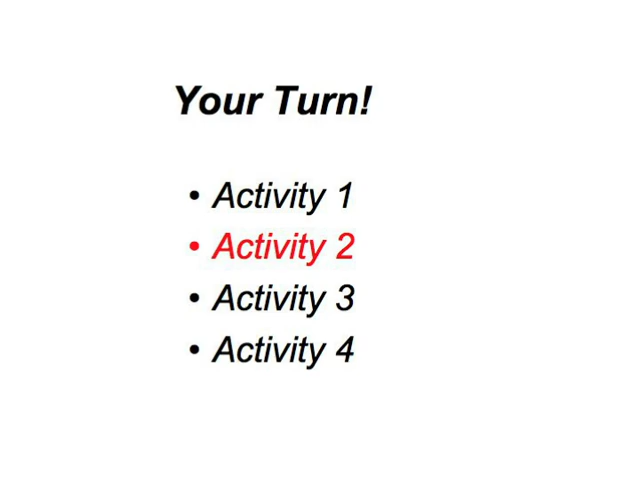 Your Turn!
• Activity 1
• Activity 2
• Activity 3
• Activity 4